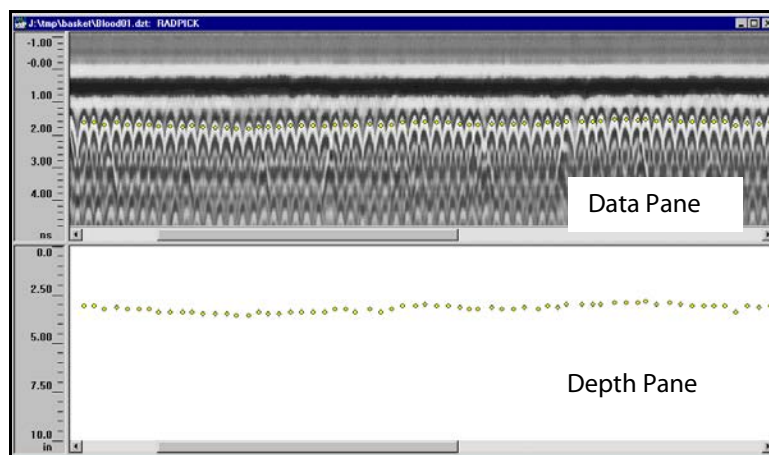 J:\tmp\basket\Blood01.dzt: RADPICK
-1.00
-0.00
1.00
2.00
3.00
4.00
ns
Data Pane
0.0
2.50
5.00
7.50
10.0
in
Depth Pane